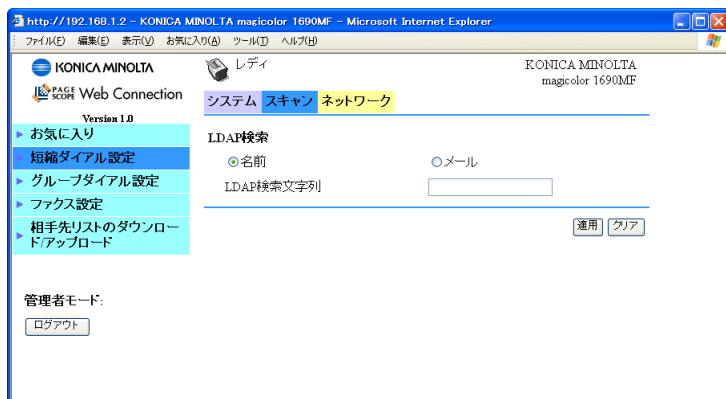 http://192.168.1.2 - KONICA MINOLTA magicolor 1690MF - Microsoft Internet Explorer
ファイル(F) 編集(E) 表示(V) お気に入り(A) ツール(T) ヘルプ(H)
KONICA MINOLTA
PAGE SCOPE Web Connection
Version 1.0
レディ
KONICA MINOLTA
magicolor 1690MF
システム スキャン ネットワーク
お気に入り
短縮ダイアル設定
グループダイアル設定
ファクス設定
相手先リストのダウンロー
ド/アップロード
管理者モード:
ログアウト
LDAP検索
名前 メール
LDAP検索文字列
適用 クリア